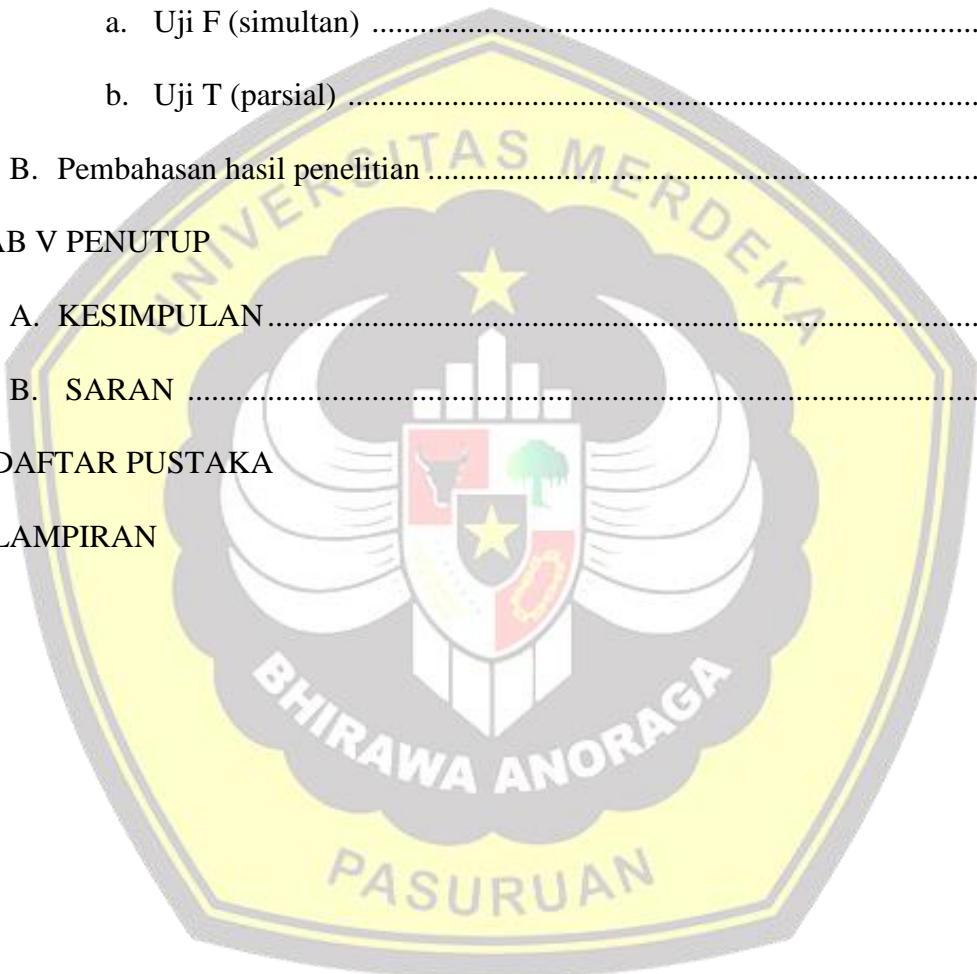 a. Uji F (simultan) ................................................................................
b. Uji T (parsial) ...................................................................................
B. Pembahasan hasil penelitian .....................................................................
AB V PENUTUP
A. KESIMPULAN.........................................................................................
B. SARAN ...................................................................................................
DAFTAR PUSTAKA
LAMPIRAN
UNIVERSITAS MERDEKA
BHIRAWA ANORAGA
PASURUAN